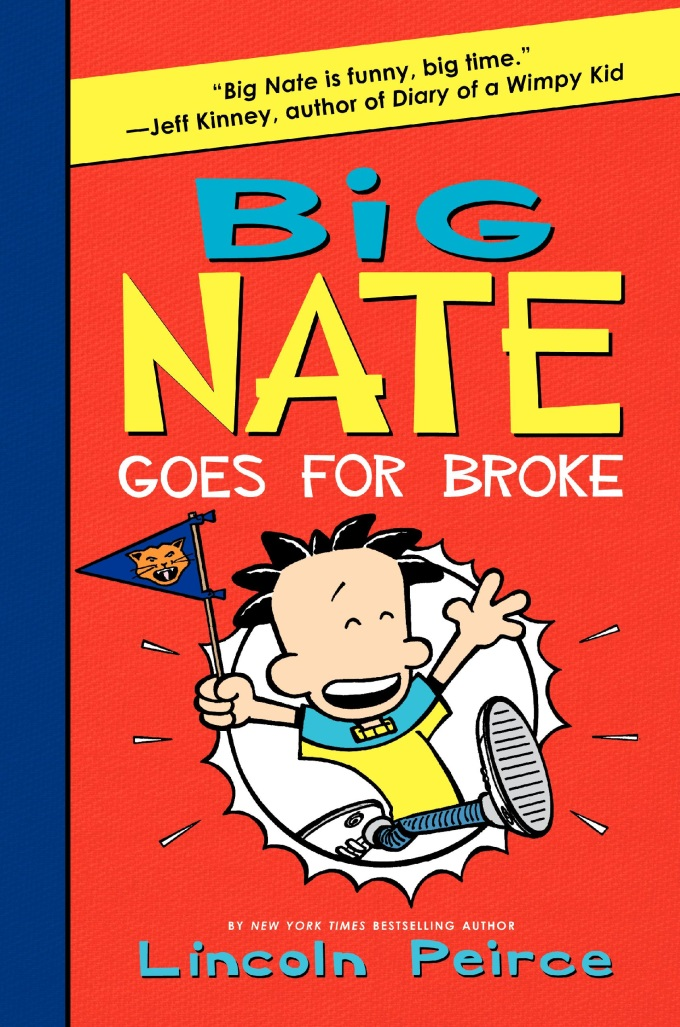 “Big Nate is funny, big time.”
—Jeff Kinney, author of Diary of a Wimpy Kid
BiG
NATE
GOES FOR BROKE
BY NEW YORK TIMES BESTSELLING AUTHOR
Lincoln Peirce